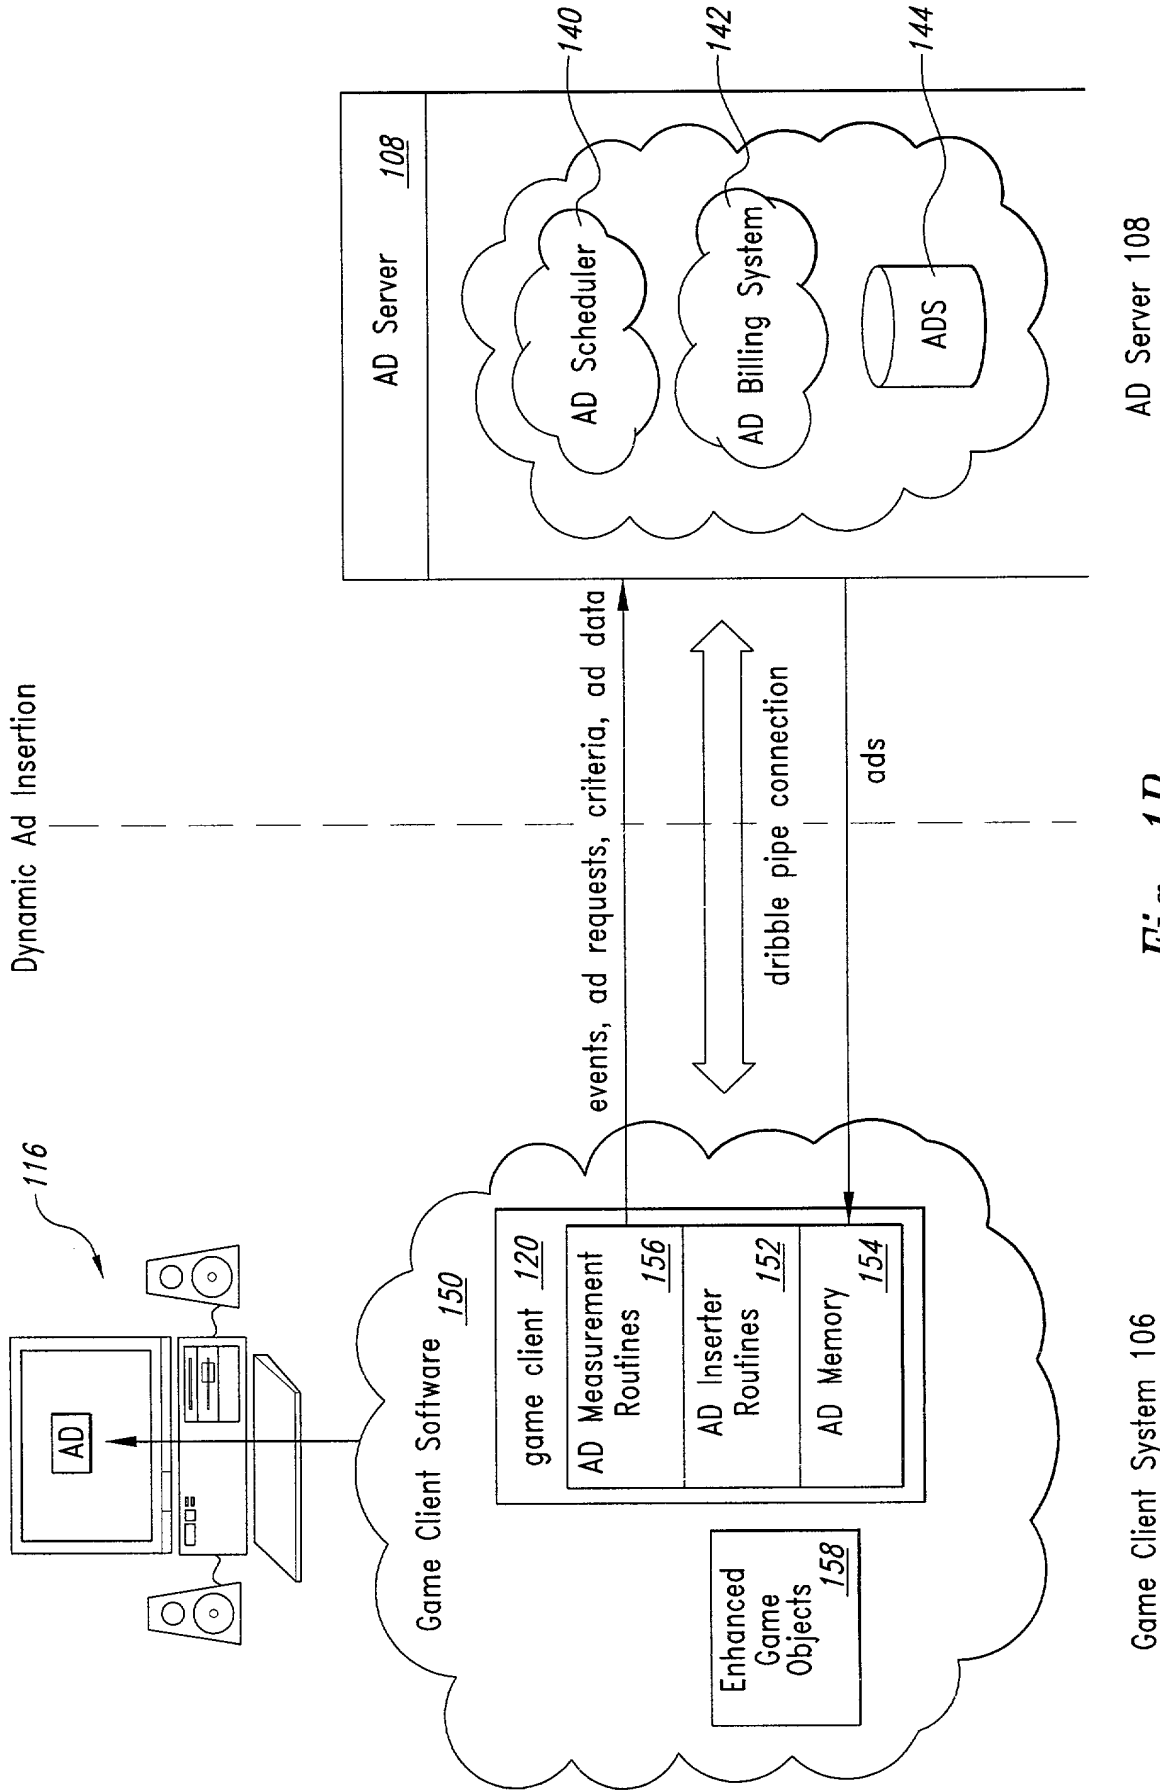 Dynamic Ad Insertion
116
AD
Game Client Software
150
game client 120
AD Measurement
Routines 156
AD Inserter
Routines 152
AD Memory 154
Enhanced
Game
Objects
158
Game Client System 106
events, ad requests, criteria, ad data
dribble pipe connection
ads
AD Server 108
AD Scheduler
140
AD Billing System
142
ADS
144
AD Server 108